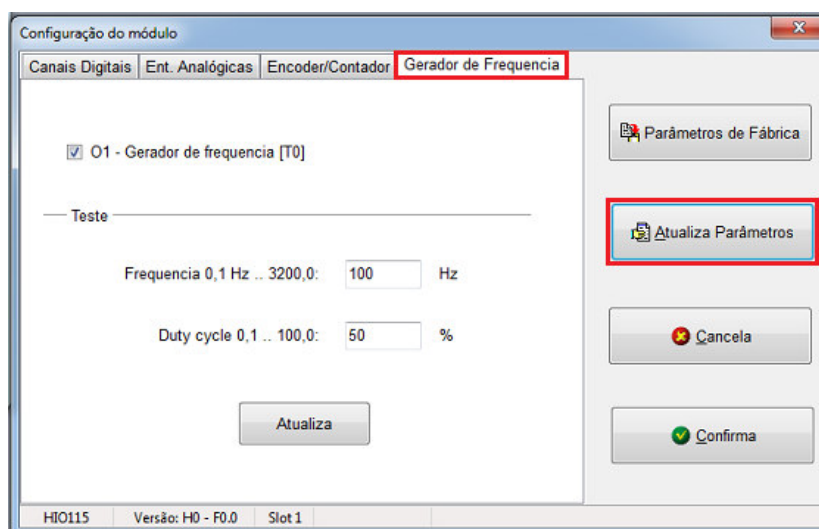 Configuração do módulo
Canais Digitais Ent. Analógicas Encoder/Contador Gerador de Frequencia
O1 - Gerador de frequencia [T0]
Teste
Frequencia 0,1 Hz .. 3200,0: 100 Hz
Duty cycle 0,1 .. 100,0: 50 %
Atualiza
Parâmetros de Fábrica
Atualiza Parâmetros
Cancela
Confirma
HIO115 Versão: H0 - F0.0 Slot 1